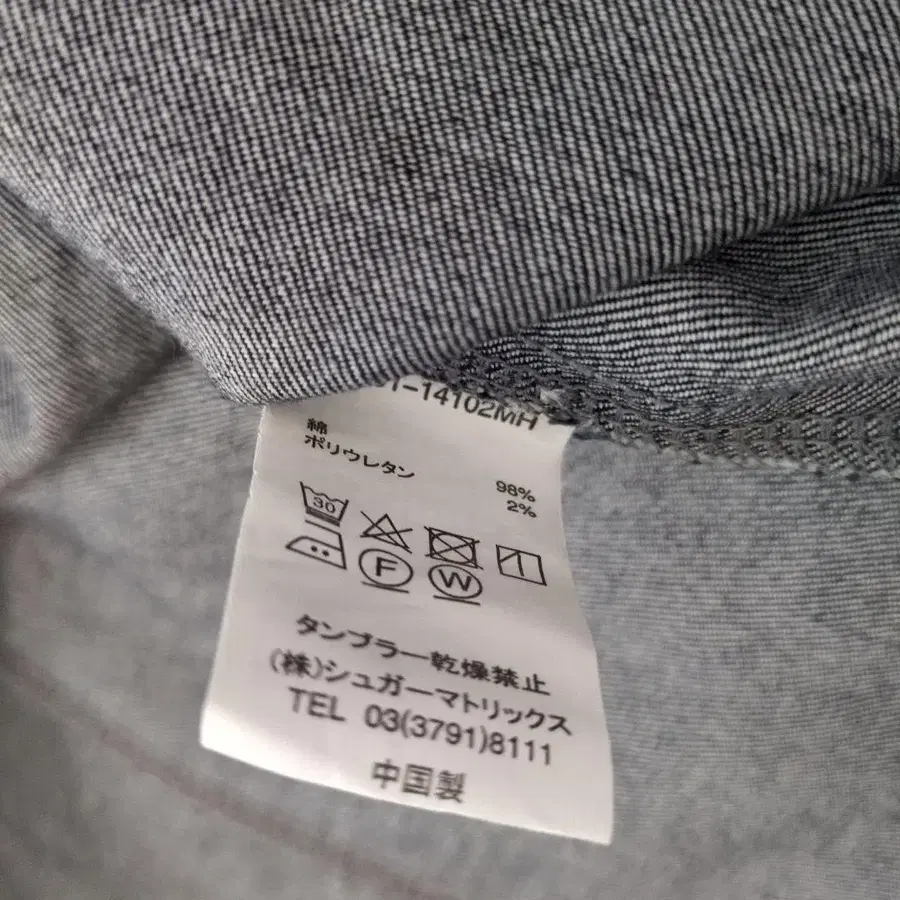 1-14102MH
綿 98%
ポリウレタン 2%
30
F W
タンブラー乾燥禁止
(株)シュガーマトリックス
TEL 03(3791)8111
中国製